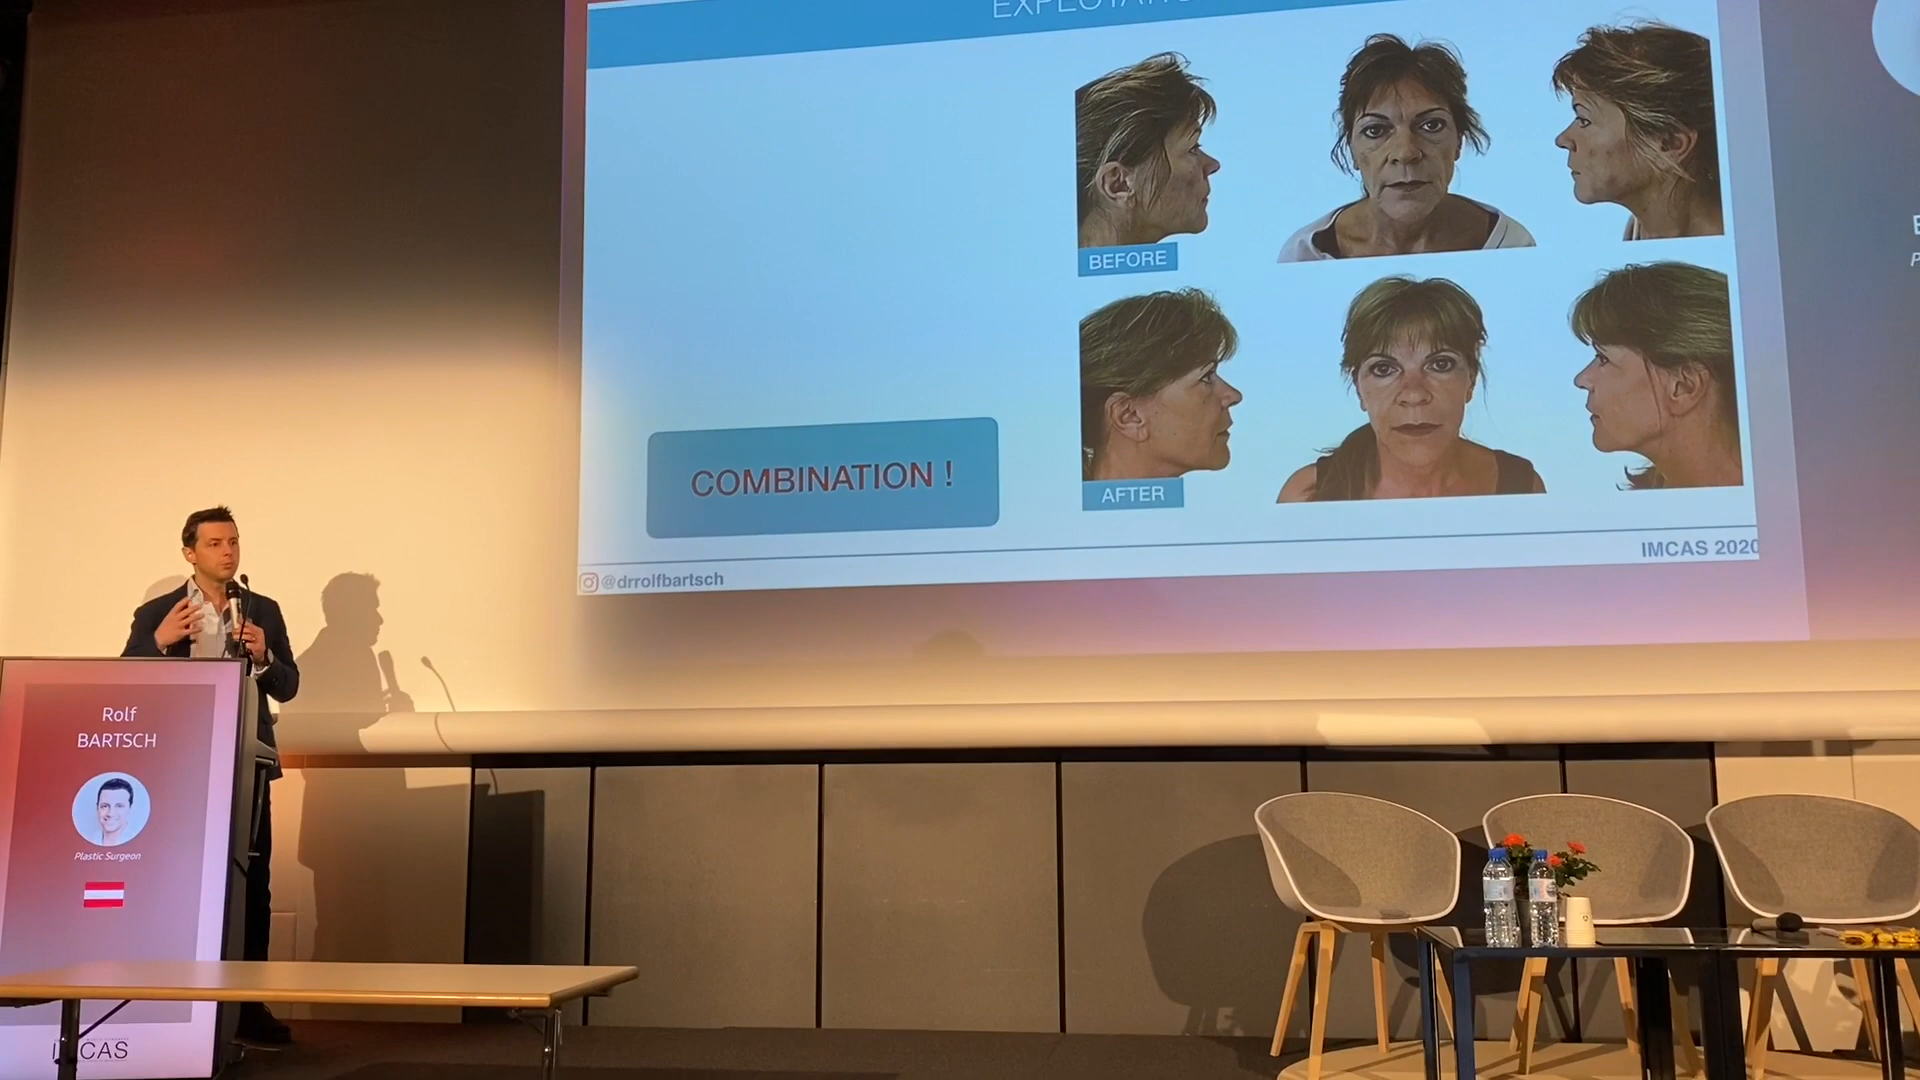 BEFORE
AFTER
COMBINATION !
IMCAS 2020
@drrolfbartsch
Rolf
BARTSCH
Plastic Surgeon